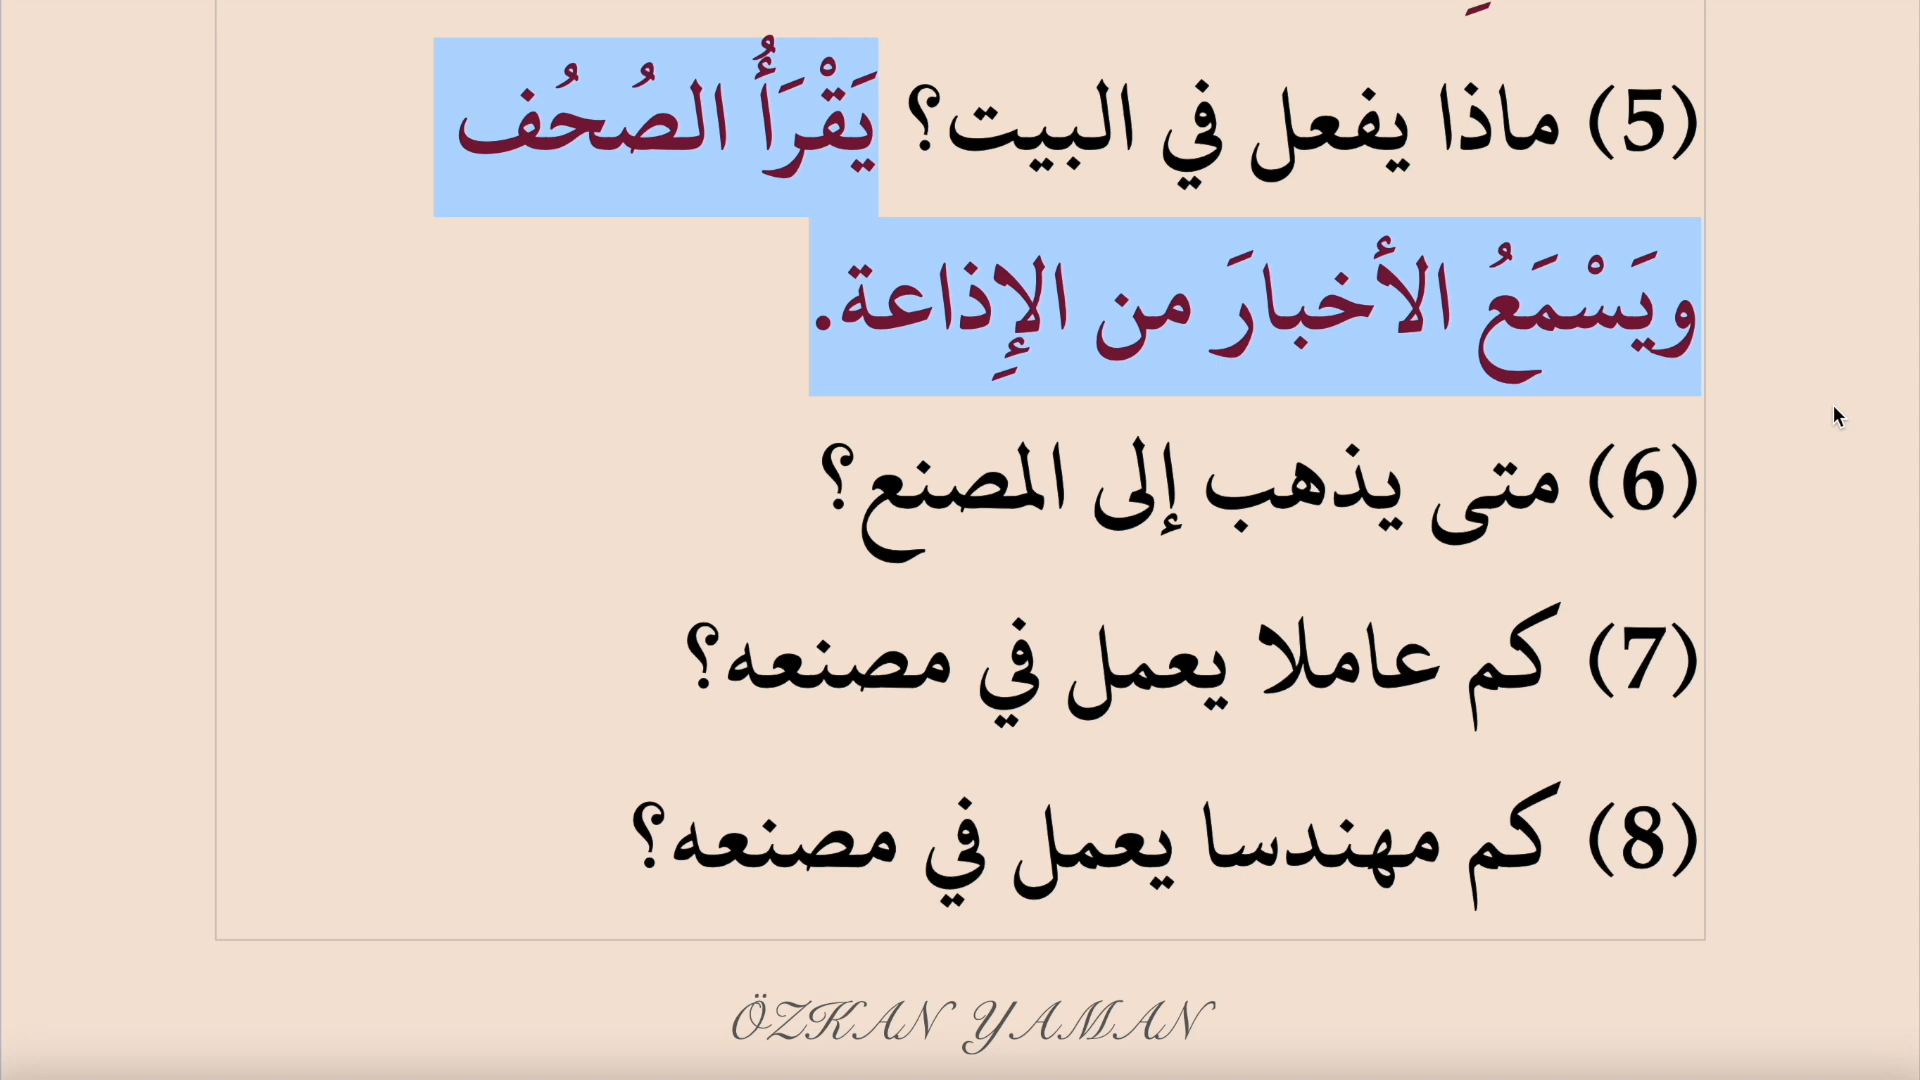 (5) ماذا يفعل في البيت؟ يَقْرَأُ الصُحُف
ويَسْمَعُ الأخبارَ من الإِذاعة.
(6) متى يذهب إلى المصنع؟
(7) كم عاملا يعمل في مصنعه؟
(8) كم مهندسا يعمل في مصنعه؟
ÖZKAN YAMAN